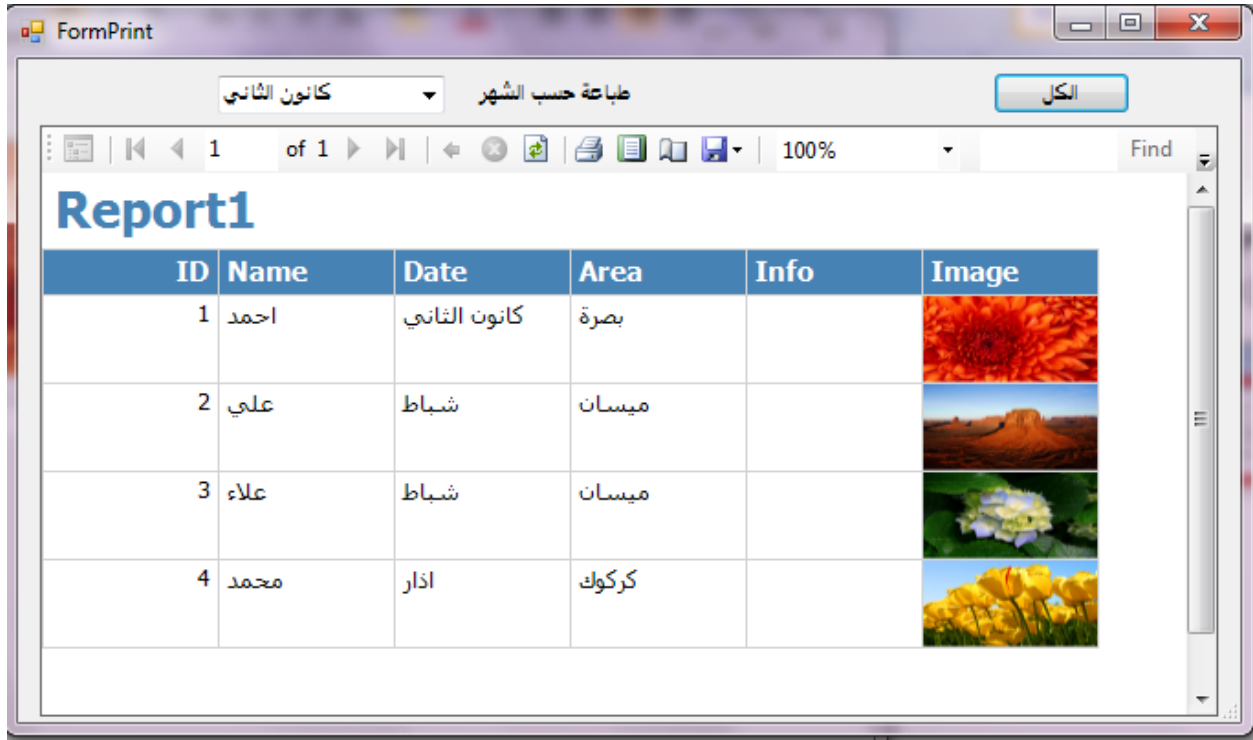 FormPrint
كانون الثاني طباعة حسب الشهر الكل
1 of 1 100% Find
Report1
ID Name Date Area Info Image
1 احمد كانون الثاني بصرة
2 علي شباط ميسان
3 علاء شباط ميسان
4 محمد اذار كركوك